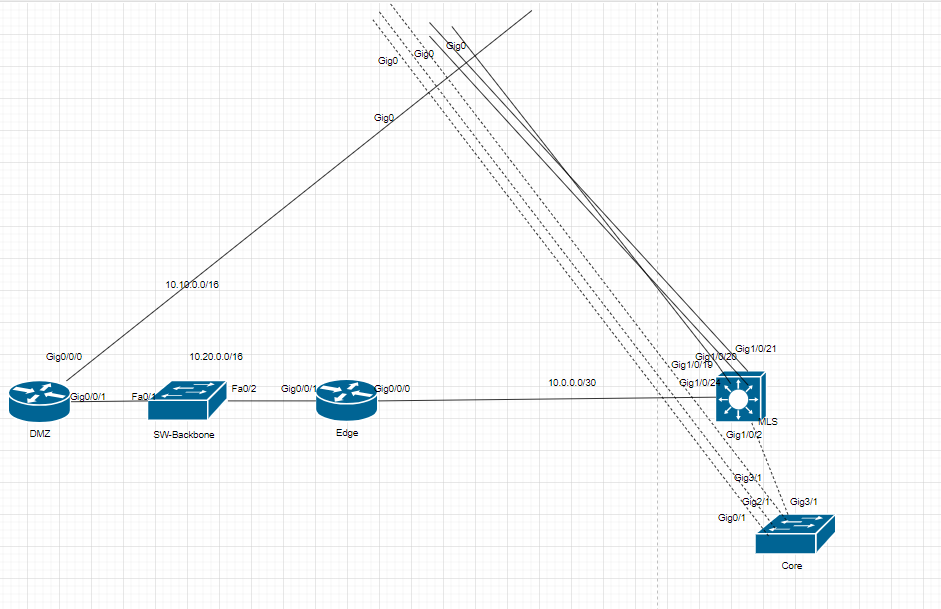 Gig0
Gig0
Gig0
Gig0
10.10.0.0/16
Gig0/0/0
10.20.0.0/16
Gig1/0/21
Gig1/0/20
Gig1/0/19
Gig1/0/24
10.0.0.0/30
Gig0/0/1
Fa0/1
Fa0/2
Gig0/0/1
Gig0/0/0
MLS
Gig1/0/2
DMZ
SW-Backbone
Edge
Gig3/1
Gig2/1
Gig3/1
Gig0/1
Core